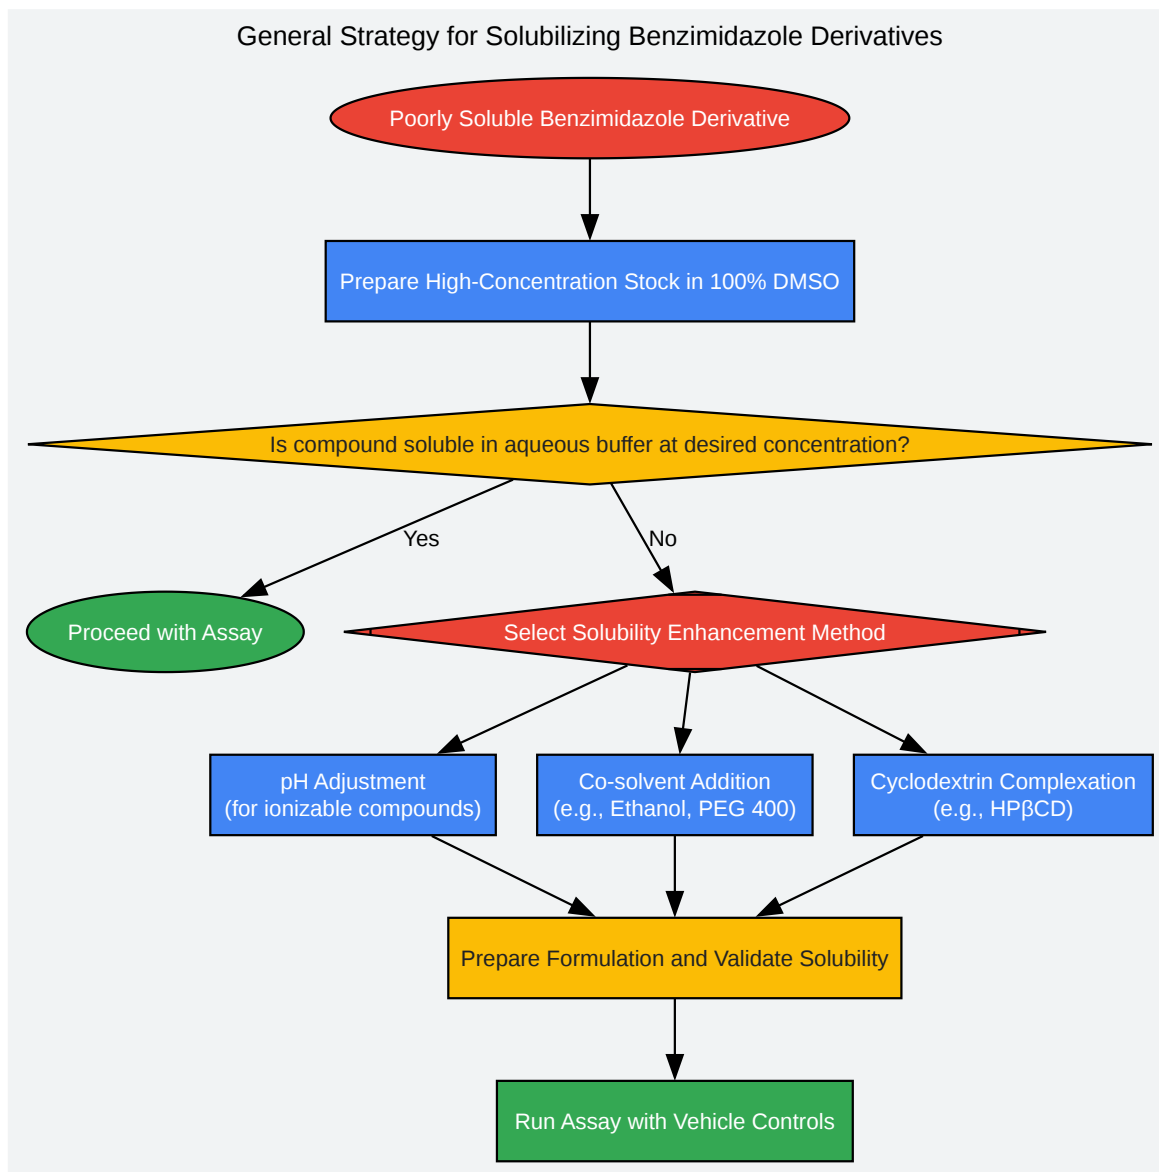 General Strategy for Solubilizing Benzimidazole Derivatives
Poorly Soluble Benzimidazole Derivative
Prepare High-Concentration Stock in 100% DMSO
Is compound soluble in aqueous buffer at desired concentration?
Yes
No
Proceed with Assay
Select Solubility Enhancement Method
pH Adjustment
(for ionizable compounds)
Co-solvent Addition
(e.g., Ethanol, PEG 400)
Cyclodextrin Complexation
(e.g., HPβCD)
Prepare Formulation and Validate Solubility
Run Assay with Vehicle Controls